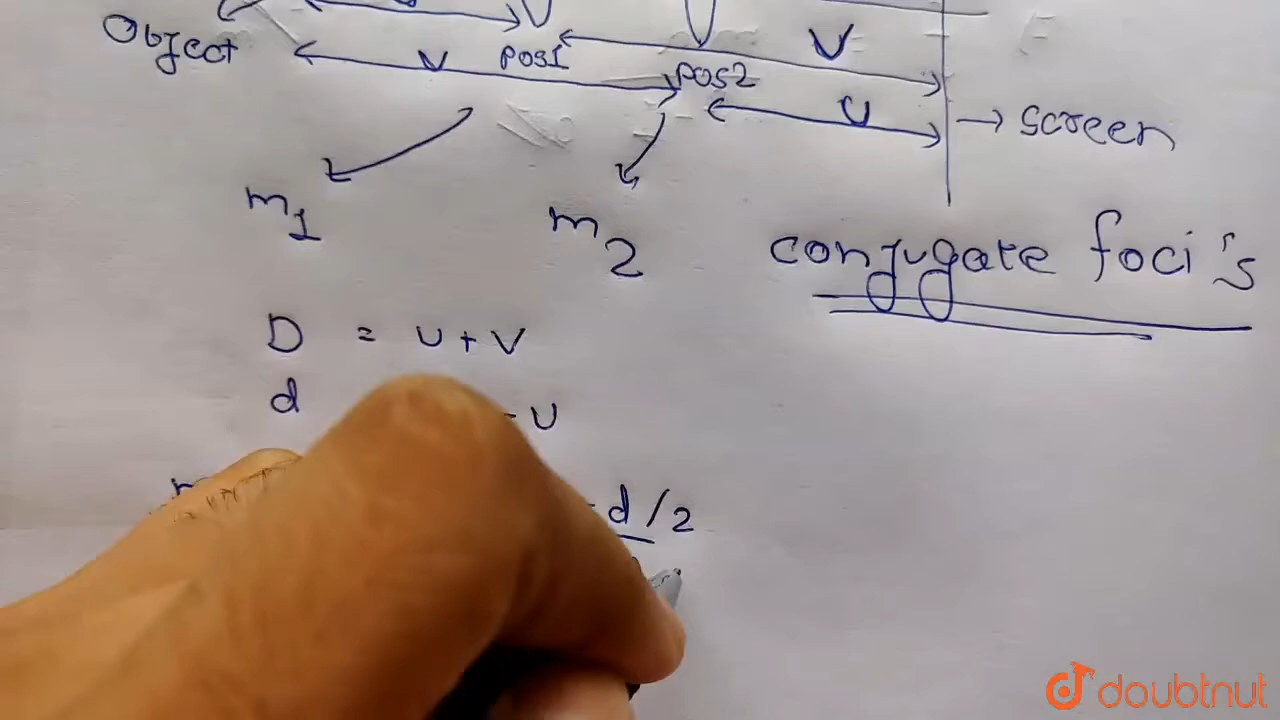 U V
Object V POS1 POS2 U
→ screen
m1 m2
conjugate foci's
D = U + V
d - U
d/2
doubtnut